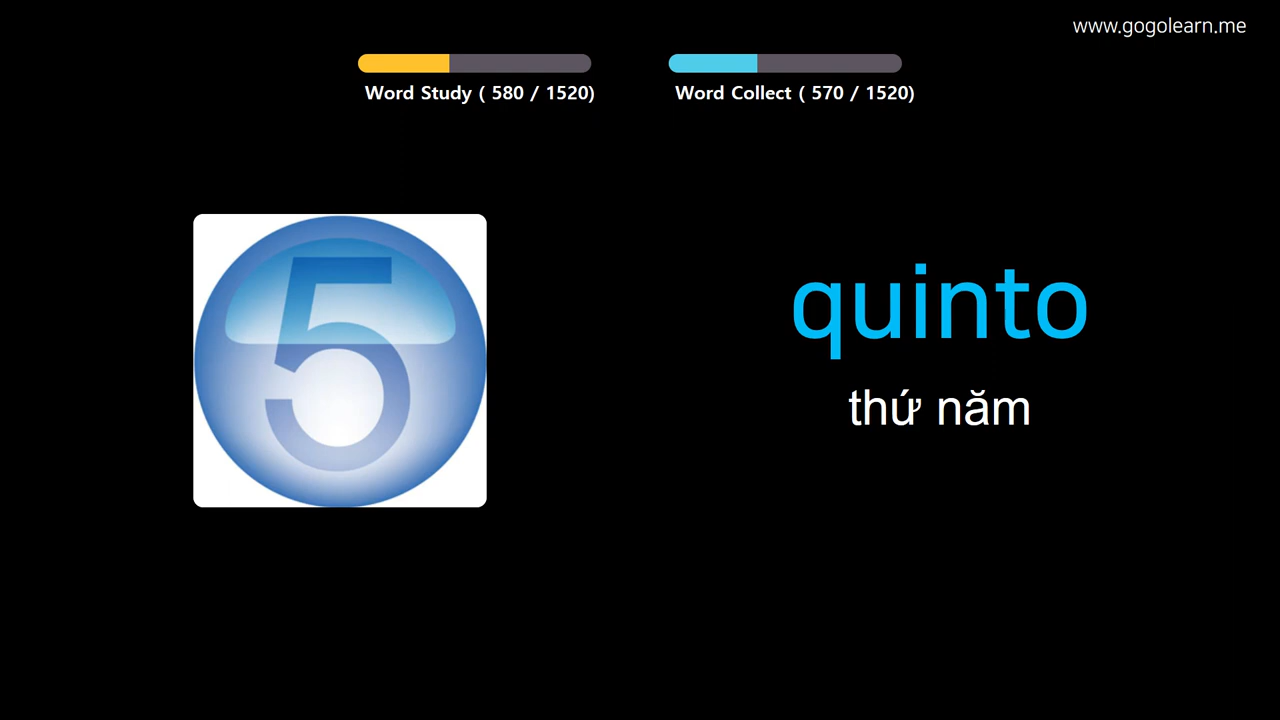 www.gogolearn.me
Word Study ( 580 / 1520)
Word Collect ( 570 / 1520)
5
quinto
thứ năm